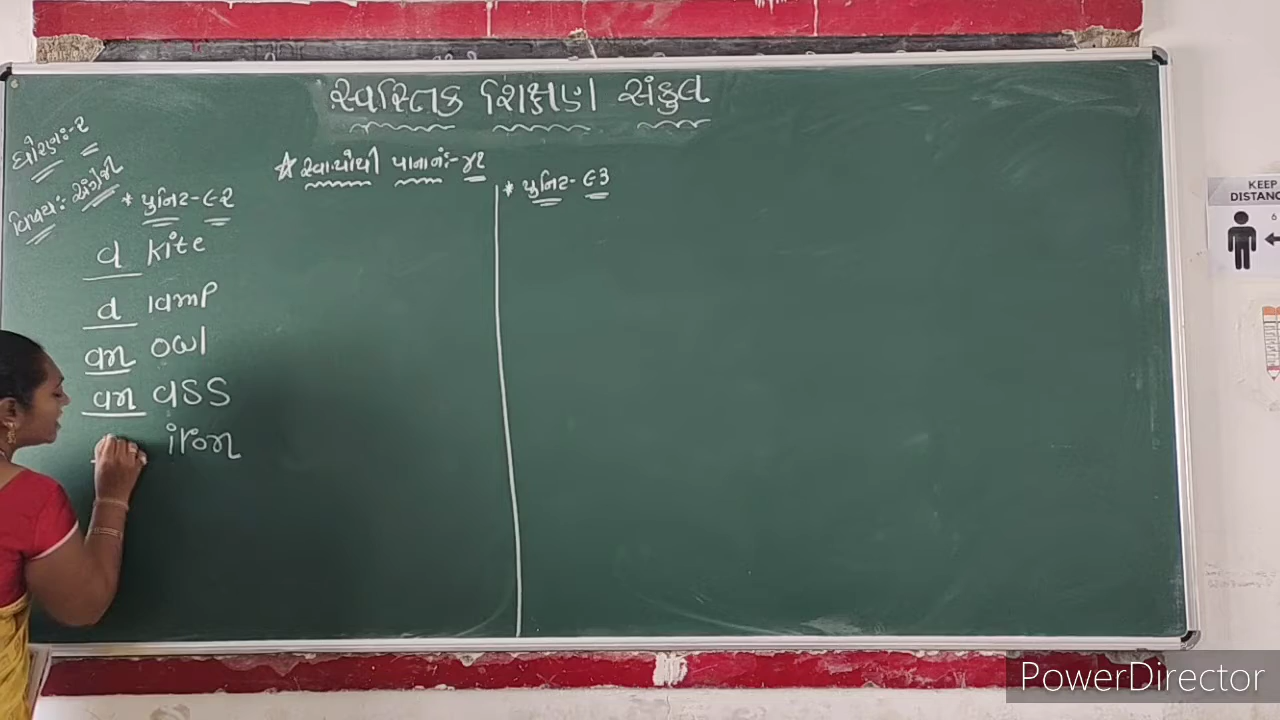 સ્વસ્તિક શિક્ષણ સંકુલ
ધોરણઃ-૨
વિષયઃ અંગ્રેજી
☆ સ્વાધ્યપોથી પાનાનંઃ-૪૨
* યુનિટ-૯૨
a kite
a lamp
an owl
an ass
iron
* યુનિટ-૯૩
KEEP
DISTANC
6
PowerDirector